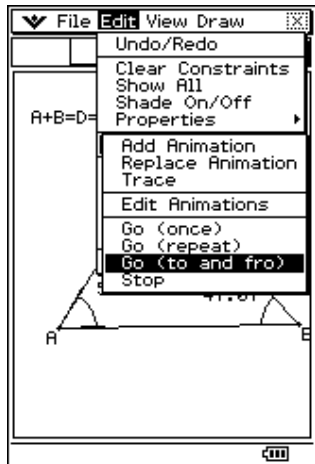 File Edit View Draw
Undo/Redo
Clear Constraints
Show All
Shade On/Off
A+B=D=
Properties
Add Animation
Replace Animation
Trace
Edit Animations
Go (once)
Go (repeat)
Go (to and fro)
Stop
A